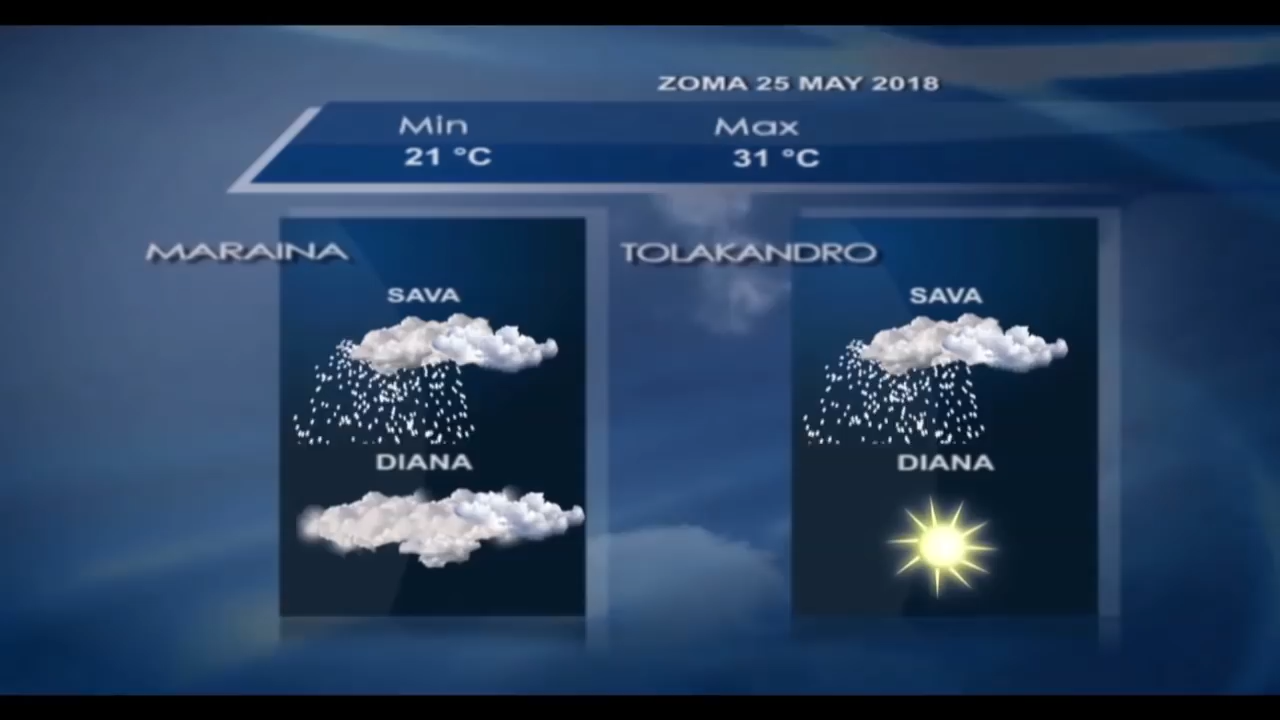 ZOMA 25 MAY 2018
Min
Max
21 °C
31 °C
MARAINA
TOLAKANDRO
SAVA
SAVA
DIANA
DIANA